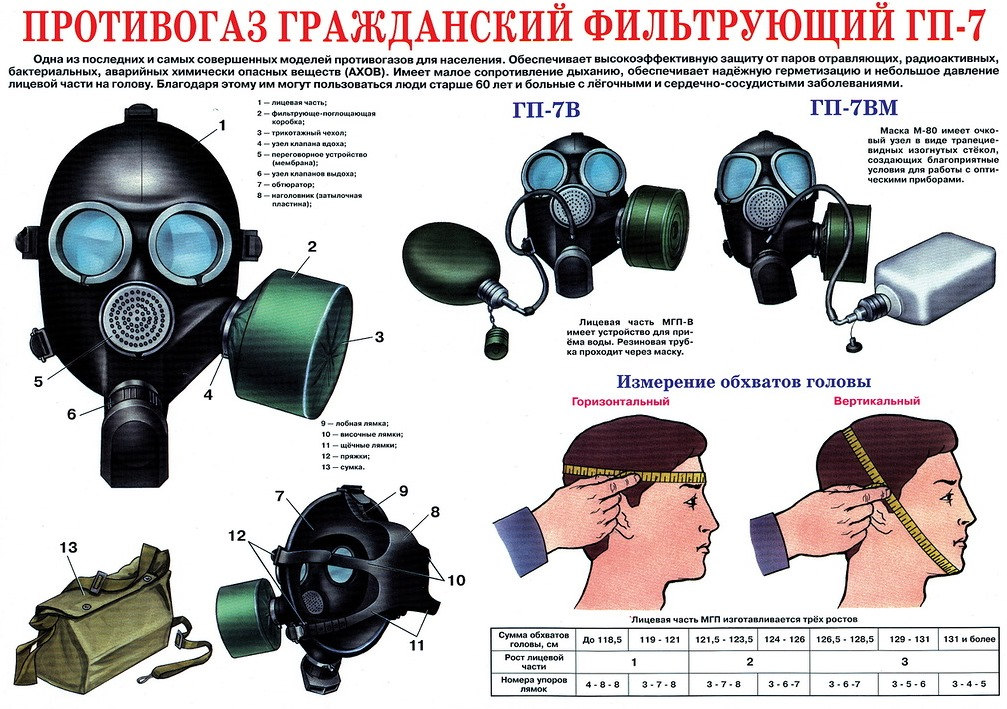 ПРОТИВОГАЗ ГРАЖДАНСКИЙ ФИЛЬТРУЮЩИЙ ГП-7
Одна из последних и самых совершенных моделей противогазов для населения. Обеспечивает высокоэффективную защиту от паров отравляющих, радиоактивных,
бактериальных, аварийных химически опасных веществ (АХОВ). Имеет малое сопротивление дыханию, обеспечивает надёжную герметизацию и небольшое давление
лицевой части на голову. Благодаря этому им могут пользоваться люди старше 60 лет и больные с лёгочными и сердечно-сосудистыми заболеваниями.
1 — лицевая часть;
2 — фильтрующе-поглощающая
коробка;
3 — трикотажный чехол;
4 — узел клапана вдоха;
5 — переговорное устройство
(мембрана);
6 — узел клапанов выдоха;
7 — обтюратор;
8 — наголовник (затылочная
пластина);
1
2
3
4
5
6
ГП-7В
Лицевая часть МГП-В
имеет устройство для при-
ёма воды. Резиновая труб-
ка проходит через маску.
ГП-7ВМ
Маска М-80 имеет очко-
вый узел в виде трапецие-
видных изогнутых стёкол,
создающих благоприятные
условия для работы с опти-
ческими приборами.
9 — лобная лямка;
10 — височные лямки;
11 — щёчные лямки;
12 — пряжки;
13 — сумка.
7
9
8
12
10
11
13
Измерение обхватов головы
Горизонтальный
Вертикальный
Лицевая часть МГП изготавливается трёх ростов
Сумма обхватов головы, см До 118,5 119 - 121 121,5 - 123,5 124 - 126 126,5 - 128,5 129 - 131 131 и более
Рост лицевой части 1 2 3
Номера упоров лямок 4 - 8 - 8 3 - 7 - 8 3 - 7 - 8 3 - 6 -7 3 - 6 -7 3 - 5 - 6 3 - 4 - 5